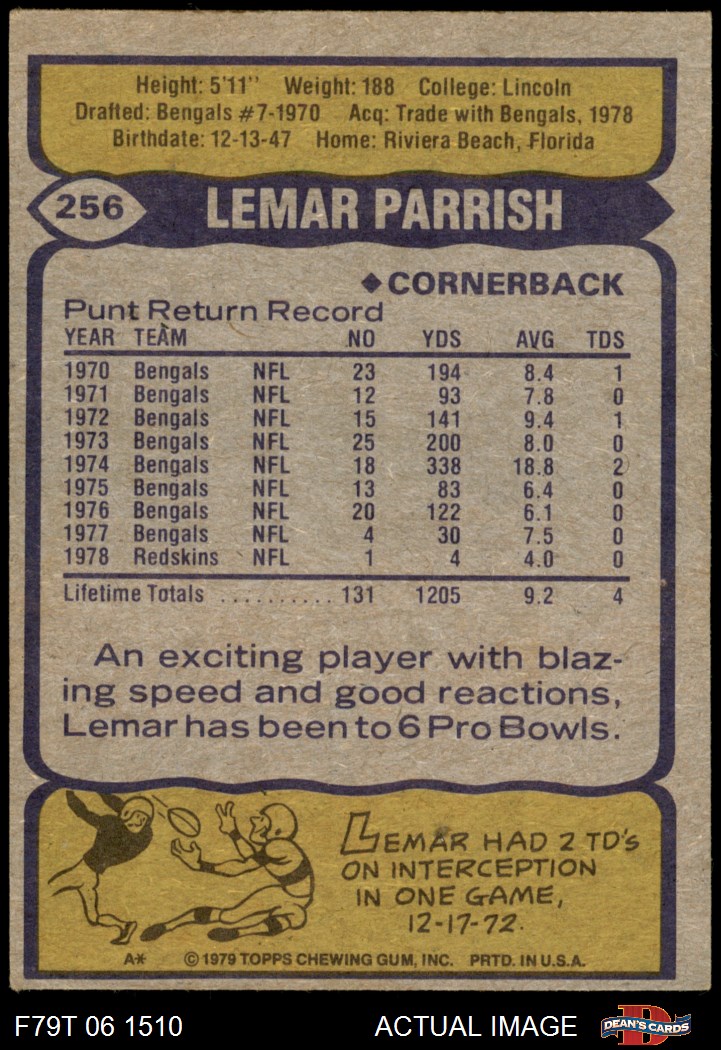 Height: 5'11" Weight: 188 College: Lincoln
Drafted: Bengals #7-1970 Acq: Trade with Bengals, 1978
Birthdate: 12-13-47 Home: Riviera Beach, Florida
256 LEMAR PARRISH
◆CORNERBACK
Punt Return Record
YEAR TEAM NO YDS AVG TDS
1970 Bengals NFL 23 194 8.4 1
1971 Bengals NFL 12 93 7.8 0
1972 Bengals NFL 15 141 9.4 1
1973 Bengals NFL 25 200 8.0 0
1974 Bengals NFL 18 338 18.8 2
1975 Bengals NFL 13 83 6.4 0
1976 Bengals NFL 20 122 6.1 0
1977 Bengals NFL 4 30 7.5 0
1978 Redskins NFL 1 4 4.0 0
Lifetime Totals .......... 131 1205 9.2 4
An exciting player with blaz-
ing speed and good reactions,
Lemar has been to 6 Pro Bowls.
LEMAR HAD 2 TD'S
ON INTERCEPTION
IN ONE GAME,
12-17-72.
A* © 1979 TOPPS CHEWING GUM, INC. PRTD. IN U.S.A.
F79T 06 1510 ACTUAL IMAGE D DEAN'S CARDS